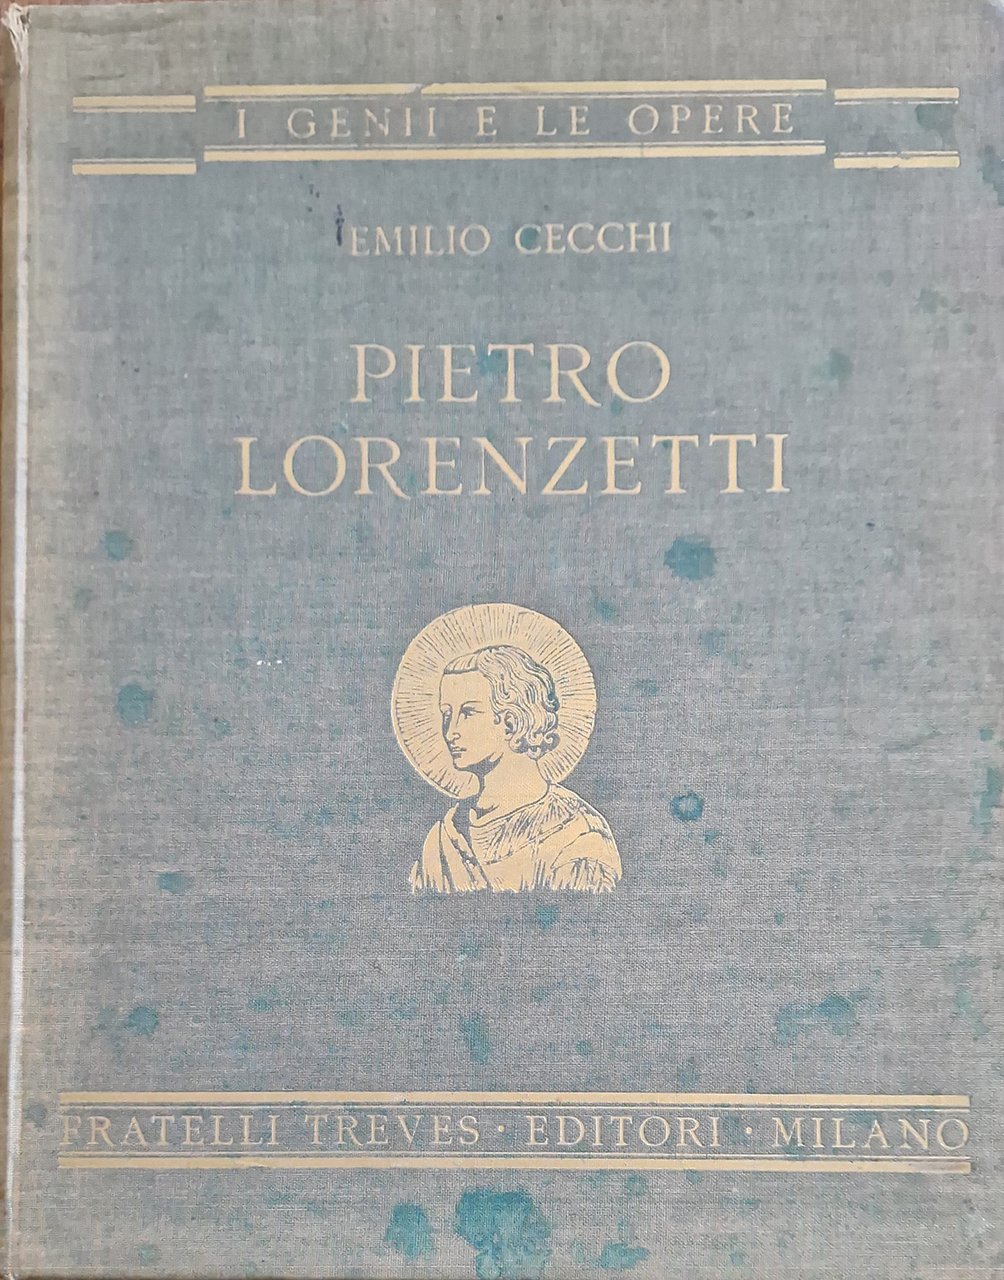 I GENII E LE OPERE
EMILIO CECCHI
PIETRO
LORENZETTI
FRATELLI TREVES · EDITORI · MILANO